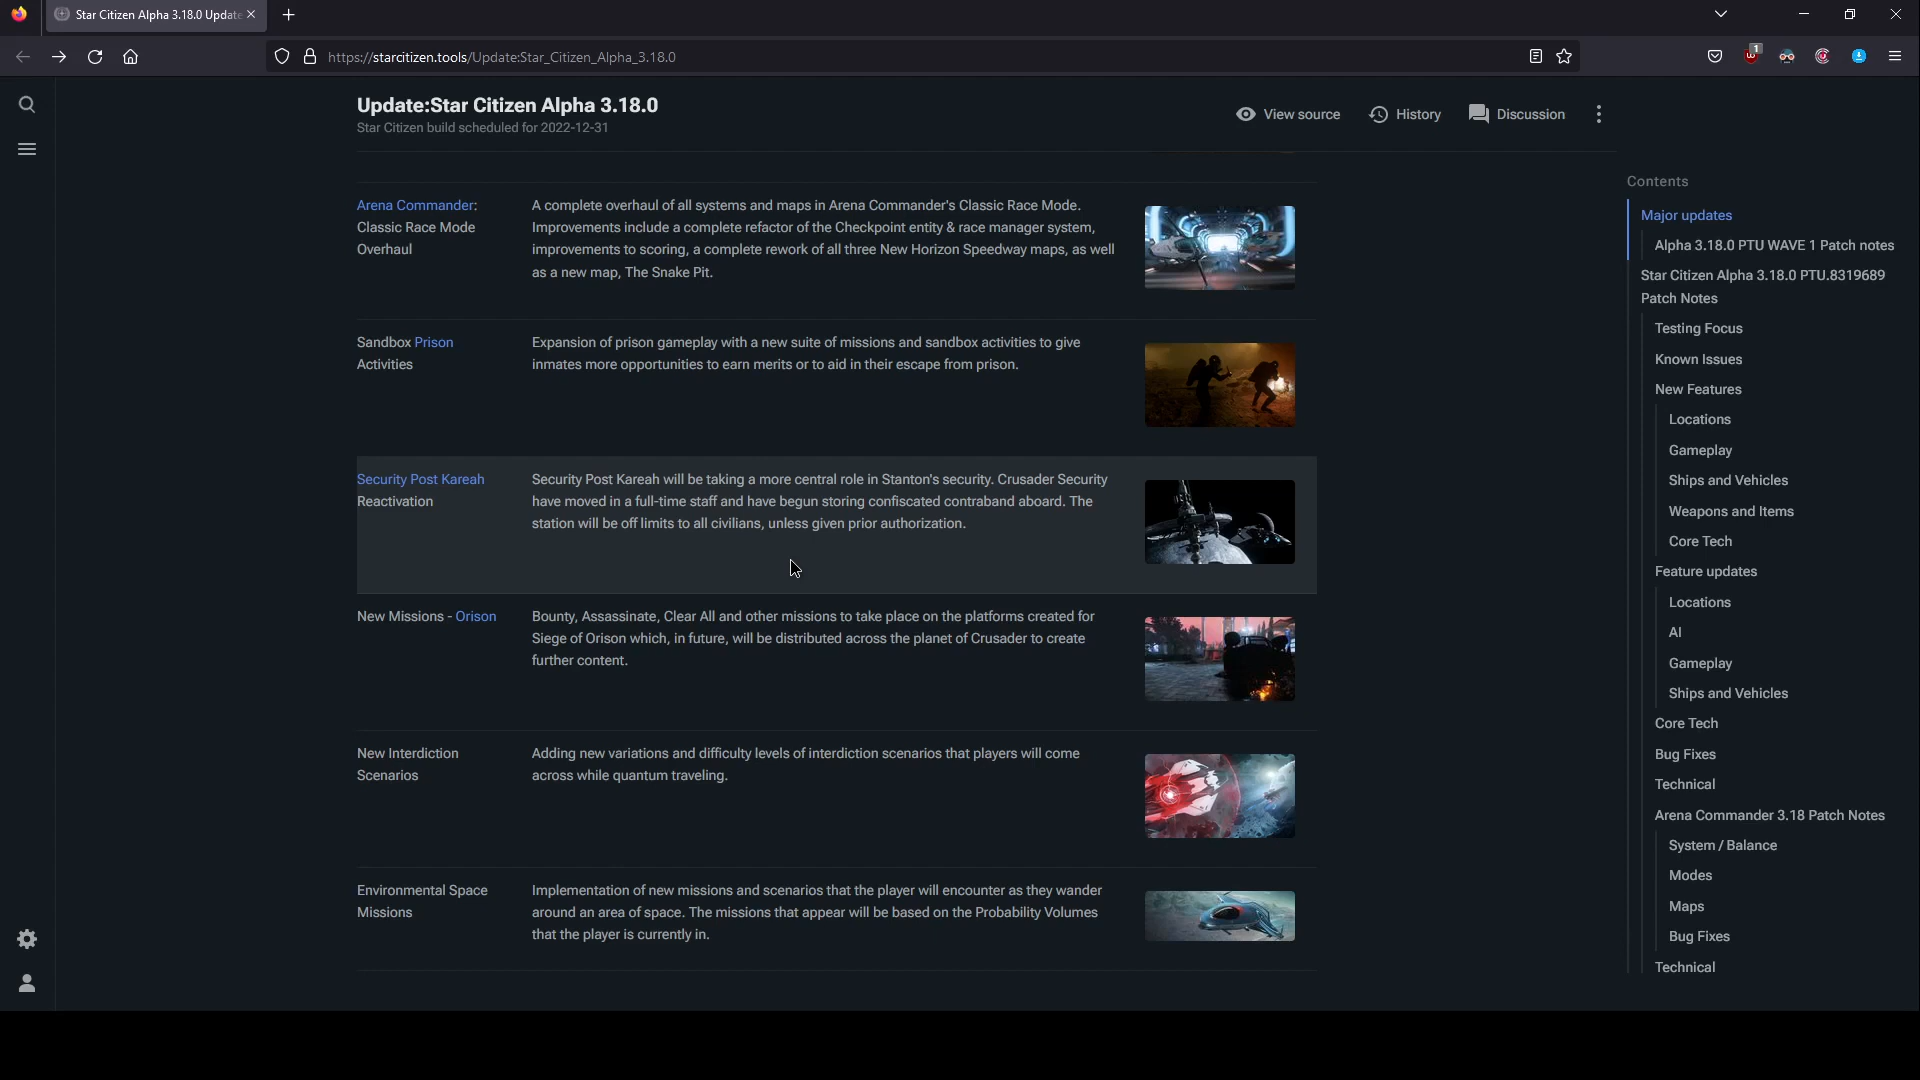 Star Citizen Alpha 3.18.0 Update
https://starcitizen.tools/Update:Star_Citizen_Alpha_3.18.0
1
Update:Star Citizen Alpha 3.18.0
Star Citizen build scheduled for 2022-12-31
View source
History
Discussion
Arena Commander:
Classic Race Mode
Overhaul
A complete overhaul of all systems and maps in Arena Commander's Classic Race Mode.
Improvements include a complete refactor of the Checkpoint entity & race manager system,
improvements to scoring, a complete rework of all three New Horizon Speedway maps, as well
as a new map, The Snake Pit.
Sandbox Prison
Activities
Expansion of prison gameplay with a new suite of missions and sandbox activities to give
inmates more opportunities to earn merits or to aid in their escape from prison.
Security Post Kareah
Reactivation
Security Post Kareah will be taking a more central role in Stanton's security. Crusader Security
have moved in a full-time staff and have begun storing confiscated contraband aboard. The
station will be off limits to all civilians, unless given prior authorization.
New Missions - Orison
Bounty, Assassinate, Clear All and other missions to take place on the platforms created for
Siege of Orison which, in future, will be distributed across the planet of Crusader to create
further content.
New Interdiction
Scenarios
Adding new variations and difficulty levels of interdiction scenarios that players will come
across while quantum traveling.
Environmental Space
Missions
Implementation of new missions and scenarios that the player will encounter as they wander
around an area of space. The missions that appear will be based on the Probability Volumes
that the player is currently in.
Contents
Major updates
Alpha 3.18.0 PTU WAVE 1 Patch notes
Star Citizen Alpha 3.18.0 PTU.8319689
Patch Notes
Testing Focus
Known Issues
New Features
Locations
Gameplay
Ships and Vehicles
Weapons and Items
Core Tech
Feature updates
Locations
AI
Gameplay
Ships and Vehicles
Core Tech
Bug Fixes
Technical
Arena Commander 3.18 Patch Notes
System / Balance
Modes
Maps
Bug Fixes
Technical